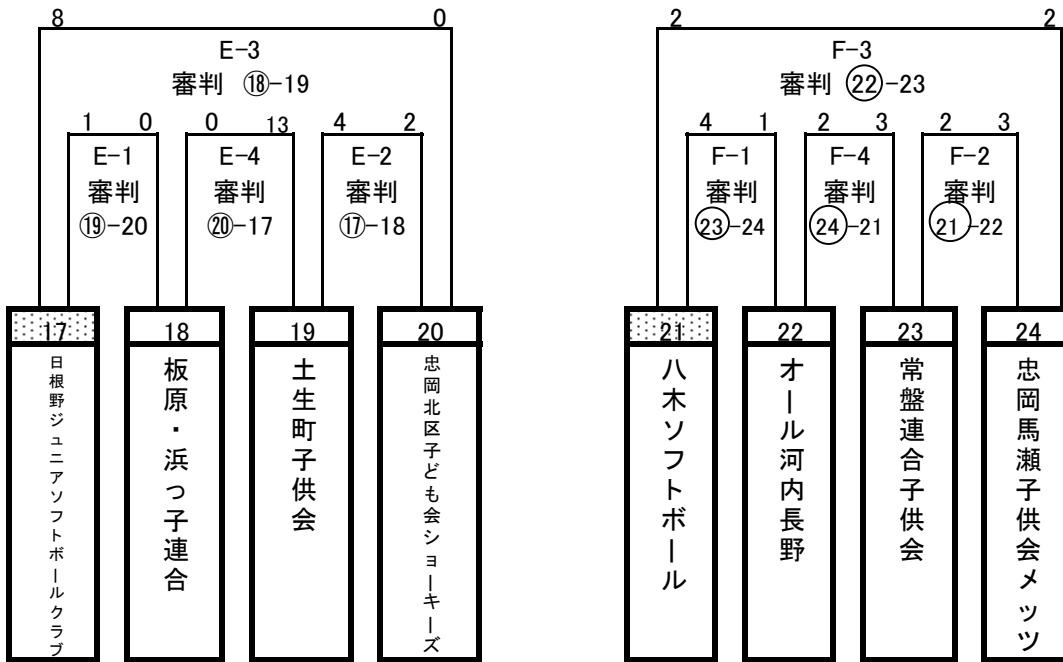 8 0
E-3
審判 ⑱-19
1 0 0 13 4 2
E-1 E-4 E-2
審判 審判 審判
⑲-20 ⑳-17 ⑰-18
17 18 19 20
日根野ジュニアソフトボールクラブ
板原・浜っ子連合
土生町子供会
忠岡北区子ども会ショーキーズ
2 2
F-3
審判 ㉒-23
4 1 2 3 2 3
F-1 F-4 F-2
審判 審判 審判
㉓-24 ㉔-21 ㉑-22
21 22 23 24
八木ソフトボール
オール河内長野
常盤連合子供会
忠岡馬瀬子供会メッツ